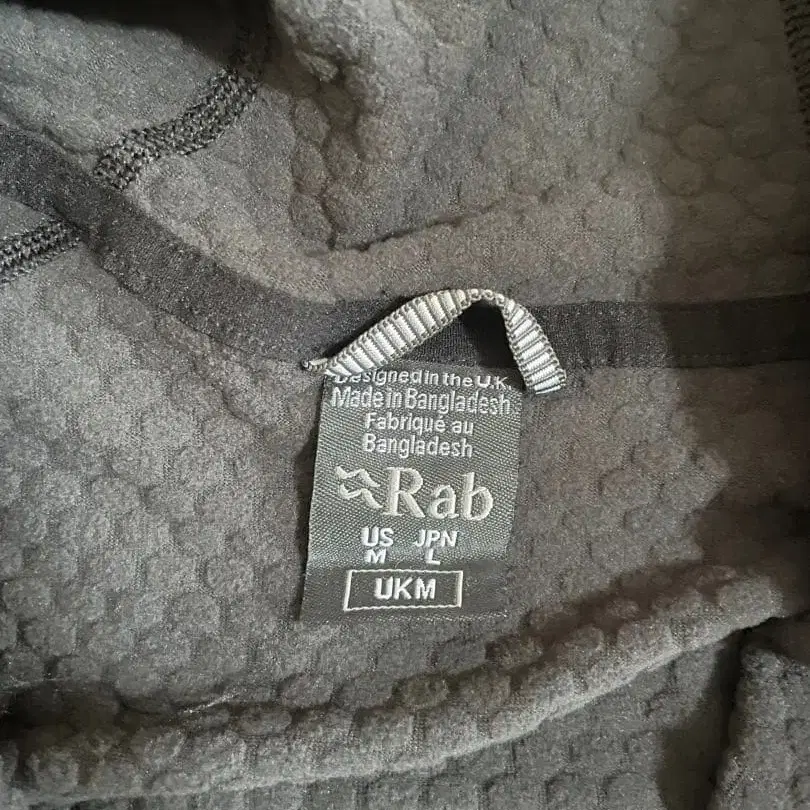 Designed in the U.K.
Made in Bangladesh
Fabriqué au
Bangladesh
Rab
US JPN
M L
UK M